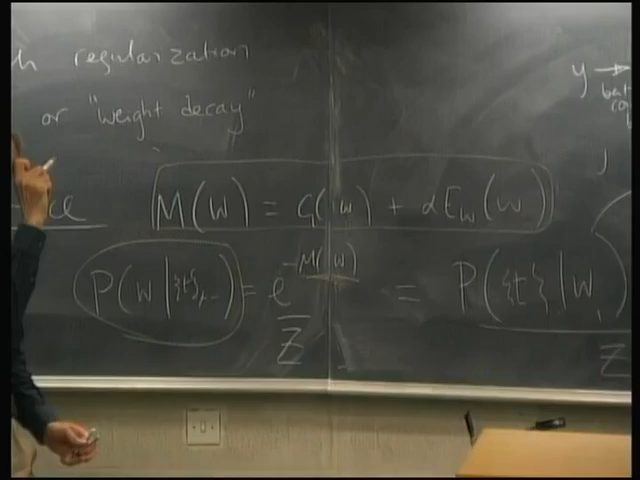 regularization
or "weight decay"
y →
M(w) = G(w) + αE_w(w)
P(w|{t},..) = e^{-M(w)} / Z = P({t}|w,
Z